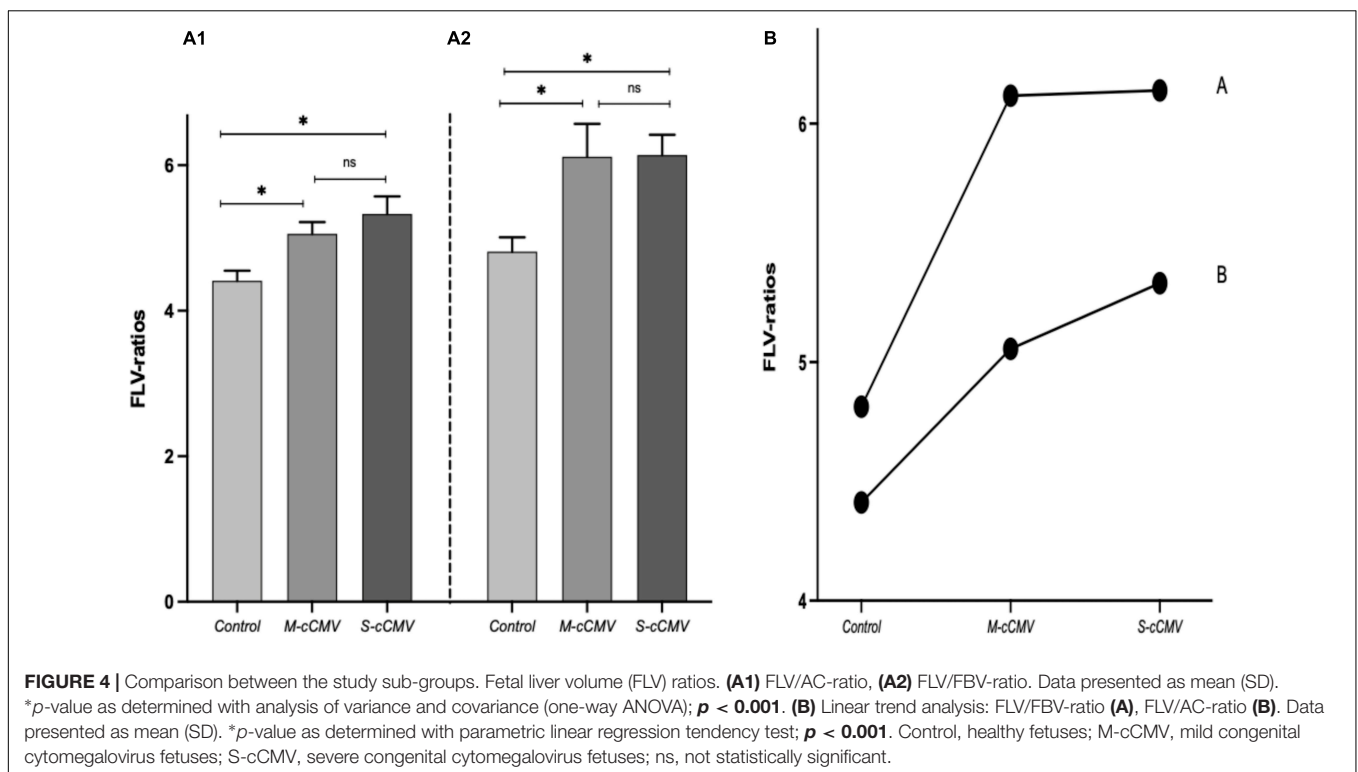 A1
A2
B
*
*
ns
*
*
ns
FLV-ratios
6
4
2
0
Control M-cCMV S-cCMV
Control M-cCMV S-cCMV
FLV-ratios
6
5
4
A
B
Control M-cCMV S-cCMV
FIGURE 4 | Comparison between the study sub-groups. Fetal liver volume (FLV) ratios. (A1) FLV/AC-ratio, (A2) FLV/FBV-ratio. Data presented as mean (SD).
*p-value as determined with analysis of variance and covariance (one-way ANOVA); p < 0.001. (B) Linear trend analysis: FLV/FBV-ratio (A), FLV/AC-ratio (B). Data
presented as mean (SD). *p-value as determined with parametric linear regression tendency test; p < 0.001. Control, healthy fetuses; M-cCMV, mild congenital
cytomegalovirus fetuses; S-cCMV, severe congenital cytomegalovirus fetuses; ns, not statistically significant.